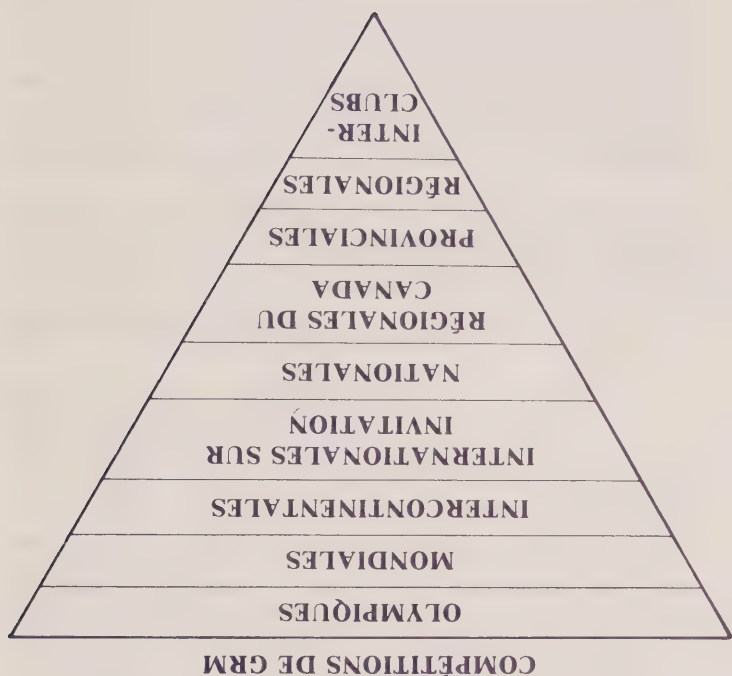 COMPÉTITIONS DE GRM
OLYMPIQUES
MONDIALES
INTERCONTINENTALES
INTERNATIONALES SUR
INVITATION
NATIONALES
RÉGIONALES DU
CANADA
PROVINCIALES
RÉGIONALES
INTER-
CLUBS